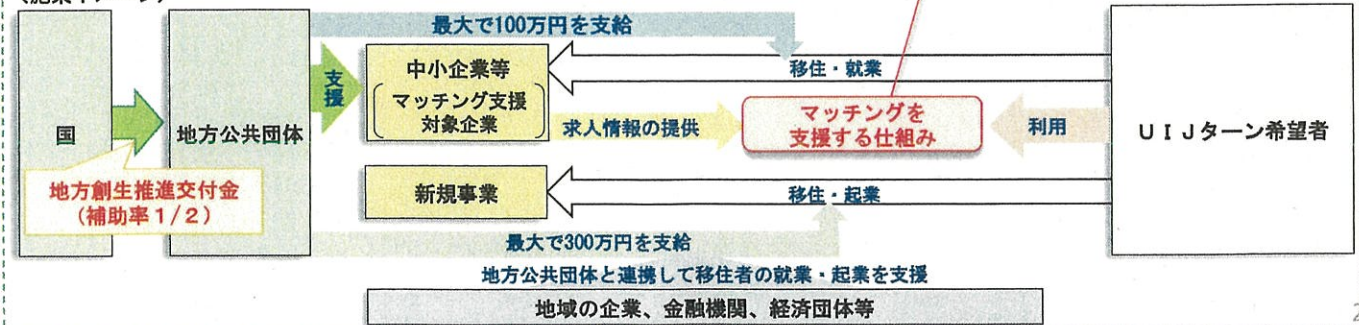 最大で100万円を支給
中小企業等
マッチング支援
対象企業
支援
移住・就業
国
地方公共団体
求人情報の提供
マッチングを
支援する仕組み
利用
UIJターン希望者
地方創生推進交付金
(補助率1/2)
新規事業
移住・起業
最大で300万円を支給
地方公共団体と連携して移住者の就業・起業を支援
地域の企業、金融機関、経済団体等